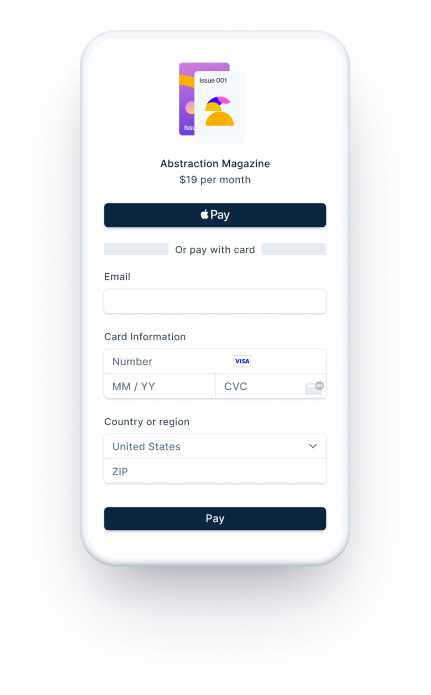 Issue 001
Abstraction Magazine
$19 per month
Pay
Or pay with card
Email
Card Information
Number VISA
MM / YY CVC
Country or region
United States
ZIP
Pay